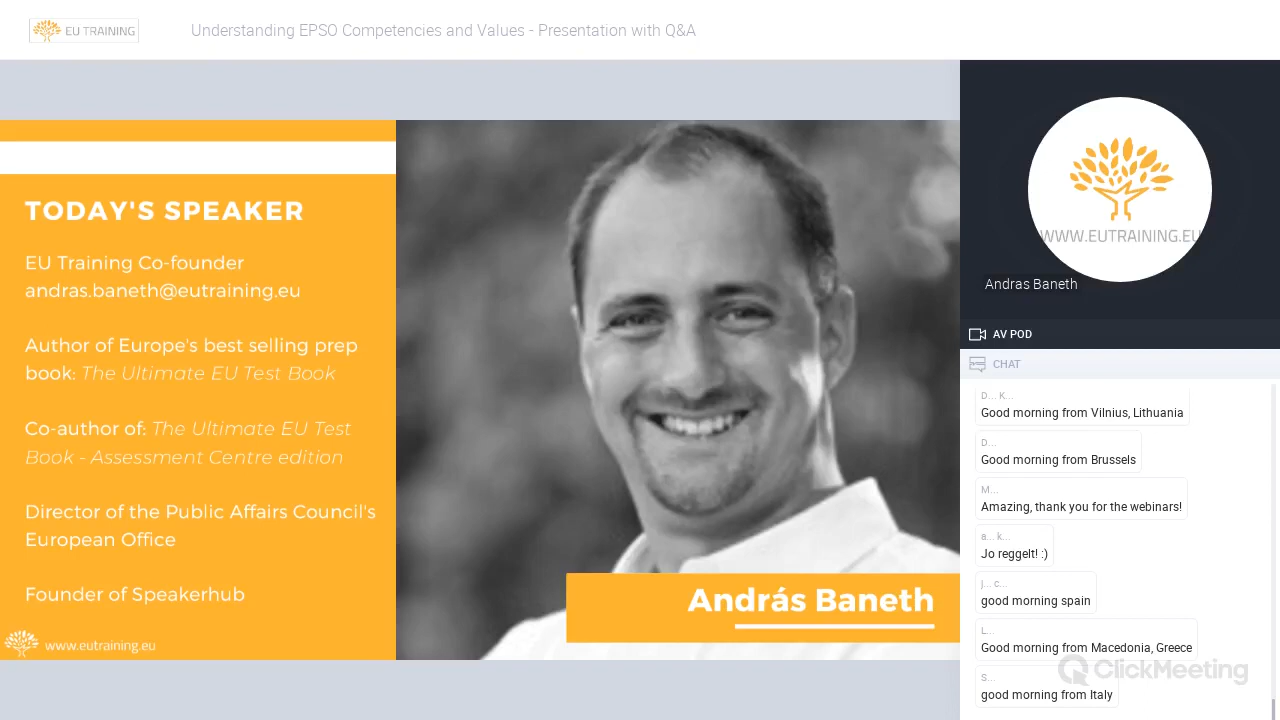 EU TRAINING
Understanding EPSO Competencies and Values - Presentation with Q&A
TODAY'S SPEAKER
EU Training Co-founder
andras.baneth@eutraining.eu
Author of Europe's best selling prep
book: The Ultimate EU Test Book
Co-author of: The Ultimate EU Test
Book - Assessment Centre edition
Director of the Public Affairs Council's
European Office
Founder of Speakerhub
www.eutraining.eu
András Baneth
WWW.EUTRAINING.EU
Andras Baneth
AV POD
CHAT
D... K...
Good morning from Vilnius, Lithuania
D...
Good morning from Brussels
M...
Amazing, thank you for the webinars!
a... k...
Jo reggelt! :)
j... c...
good morning spain
L...
Good morning from Macedonia, Greece
S...
good morning from Italy
ClickMeeting